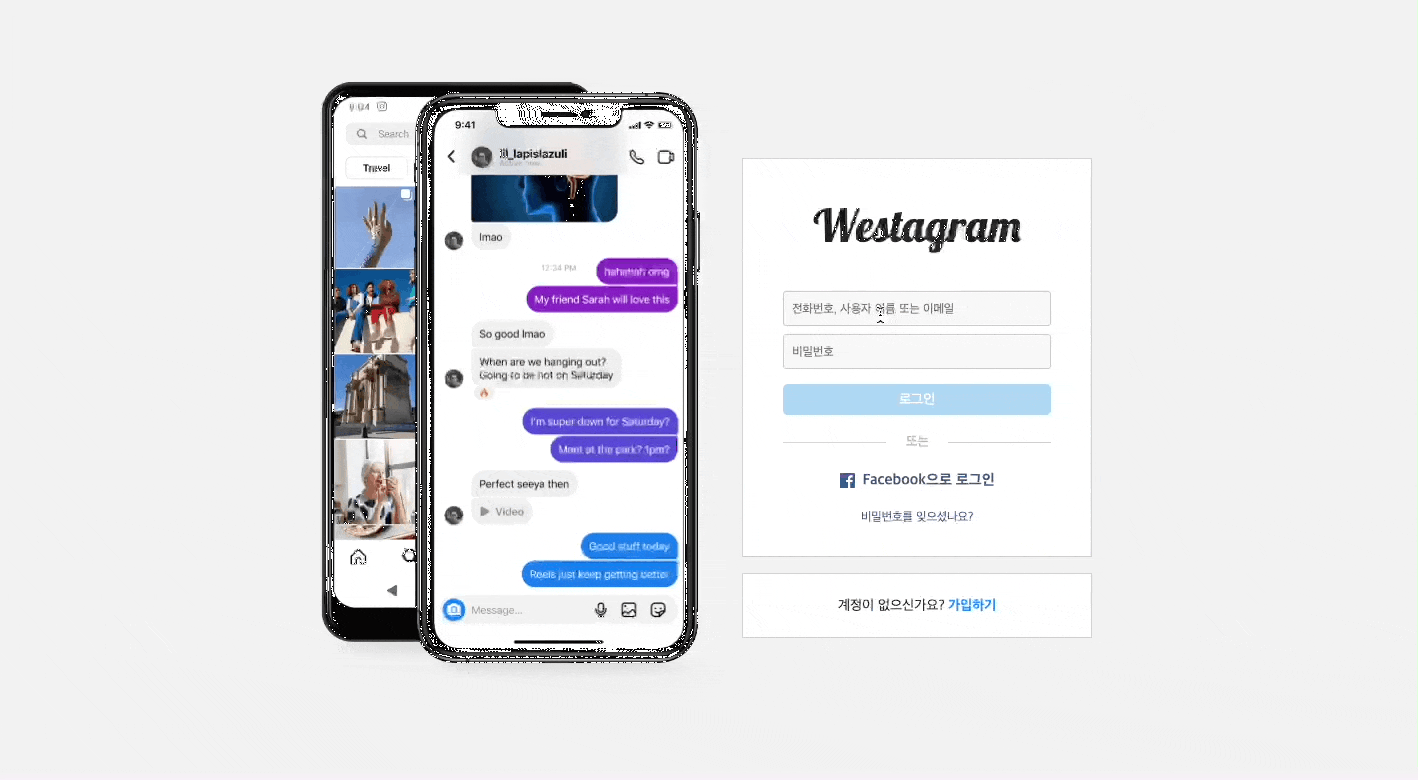 9:04
Search
Travel
9:41
lapislazuli
Active now
lmao
12:34 PM
hahahah omg
My friend Sarah will love this
So good lmao
When are we hanging out?
Going to be hot on Saturday
I'm super down for Saturday?
Meet at the park? 1pm?
Perfect seeya then
Video
Good stuff today
Reels just keep getting better
Message...
Westagram
전화번호, 사용자 이름 또는 이메일
비밀번호
로그인
또는
Facebook으로 로그인
비밀번호를 잊으셨나요?
계정이 없으신가요? 가입하기